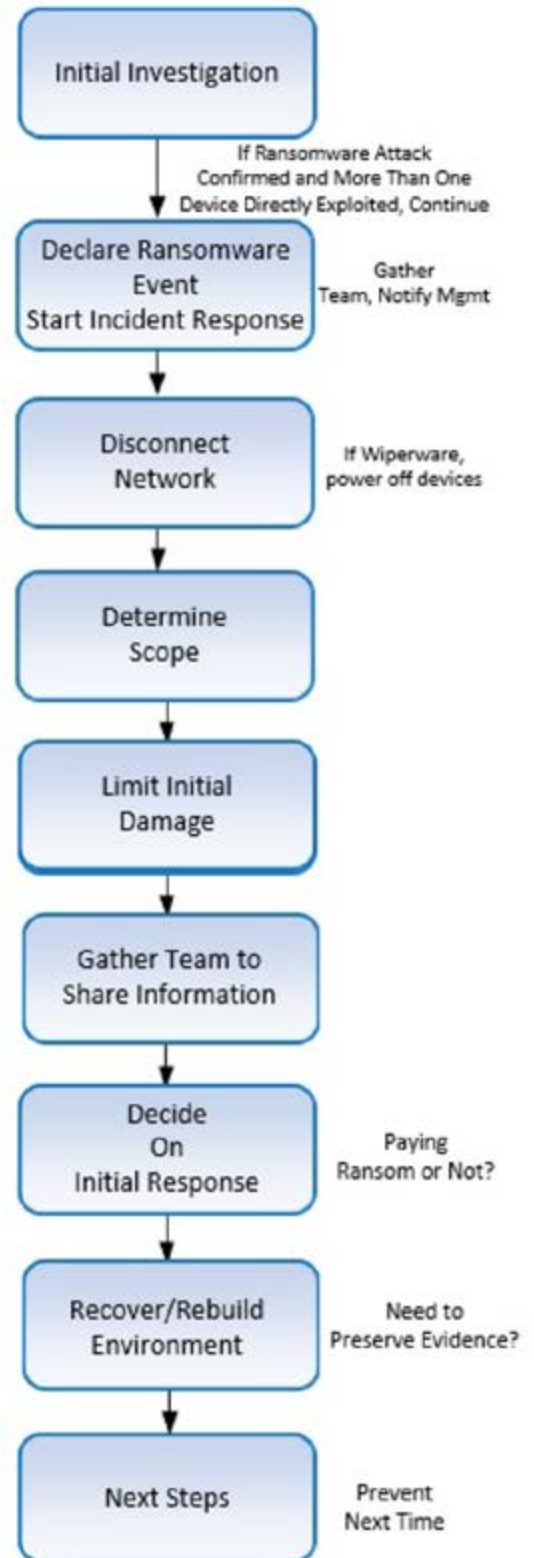 Initial Investigation
If Ransomware Attack
Confirmed and More Than One
Device Directly Exploited, Continue
Declare Ransomware
Event
Start Incident Response
Gather
Team, Notify Mgmt
Disconnect
Network
If Wiperware,
power off devices
Determine
Scope
Limit Initial
Damage
Gather Team to
Share Information
Decide
On
Initial Response
Paying
Ransom or Not?
Recover/Rebuild
Environment
Need to
Preserve Evidence?
Next Steps
Prevent
Next Time